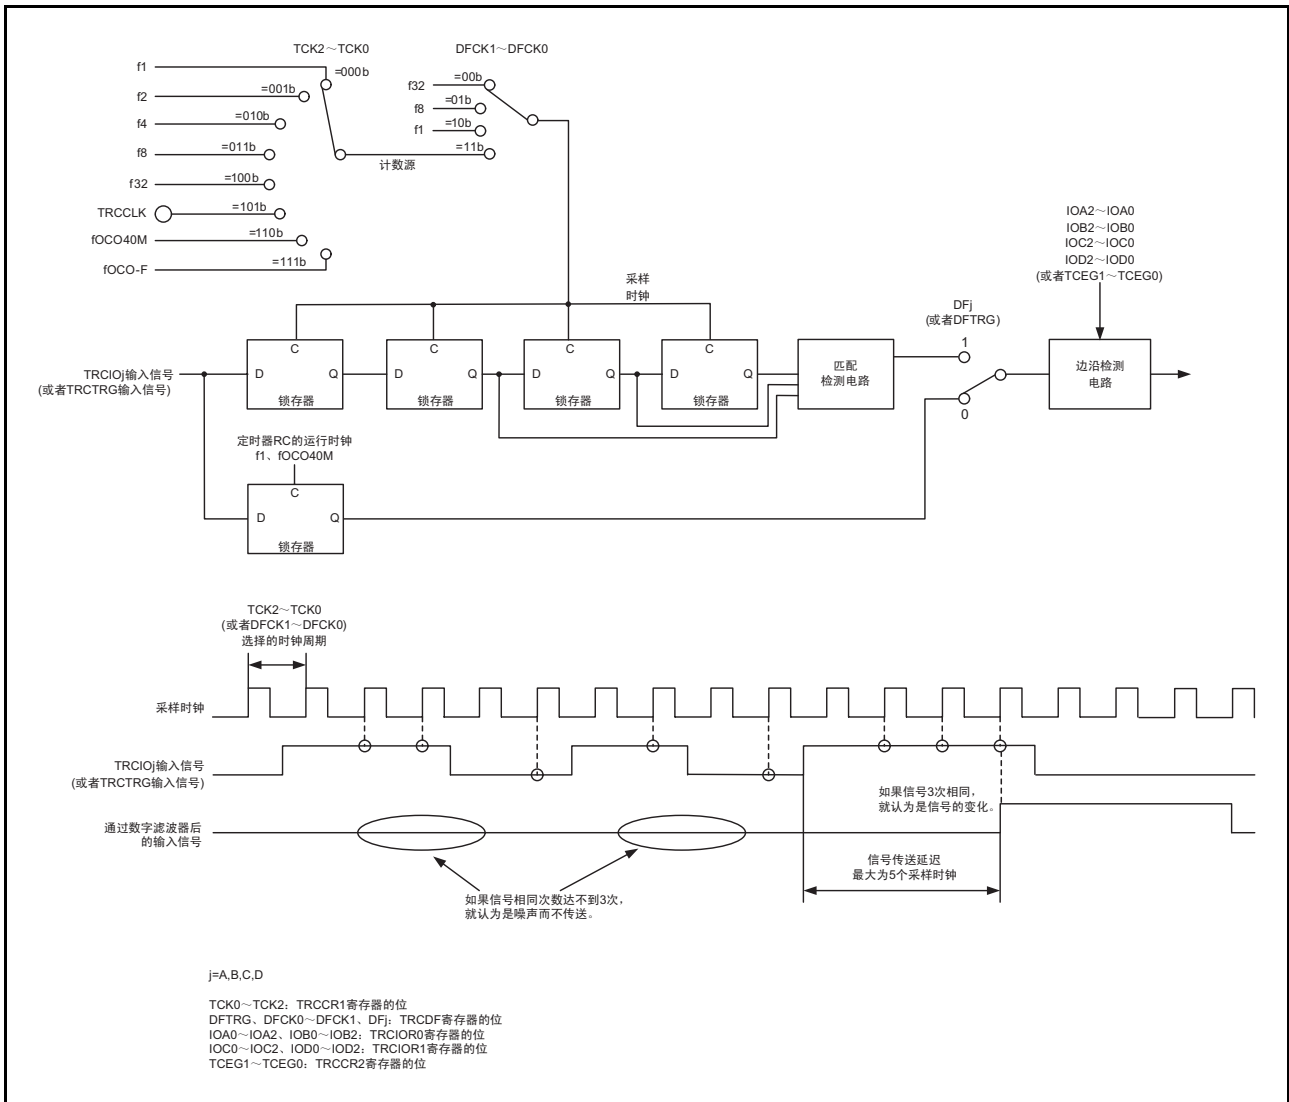 TCK2～TCK0
DFCK1～DFCK0
f1
=000b
f2
=001b
f4
=010b
f8
=011b
f32
=100b
TRCCLK
=101b
fOCO40M
=110b
fOCO-F
=111b
f32
=00b
f8
=01b
f1
=10b
=11b
计数源
采样
时钟
IOA2～IOA0
IOB2～IOB0
IOC2～IOC0
IOD2～IOD0
(或者TCEG1～TCEG0)
DFj
(或者DFTRG)
1
0
TRCIOj输入信号
(或者TRCTRG输入信号)
C
D
Q
锁存器
C
D
Q
锁存器
C
D
Q
锁存器
C
D
Q
锁存器
匹配
检测电路
边沿检测
电路
定时器RC的运行时钟
f1、fOCO40M
C
D
Q
锁存器
TCK2～TCK0
(或者DFCK1～DFCK0)
选择的时钟周期
采样时钟
TRCIOj输入信号
(或者TRCTRG输入信号)
如果信号3次相同，
就认为是信号的变化。
通过数字滤波器后
的输入信号
信号传送延迟
最大为5个采样时钟
如果信号相同次数达不到3次，
就认为是噪声而不传送。
j=A,B,C,D
TCK0～TCK2：TRCCR1寄存器的位
DFTRG、DFCK0～DFCK1、DFj：TRCDF寄存器的位
IOA0～IOA2、IOB0～IOB2：TRCIOR0寄存器的位
IOC0～IOC2、IOD0～IOD2：TRCIOR1寄存器的位
TCEG1～TCEG0：TRCCR2寄存器的位